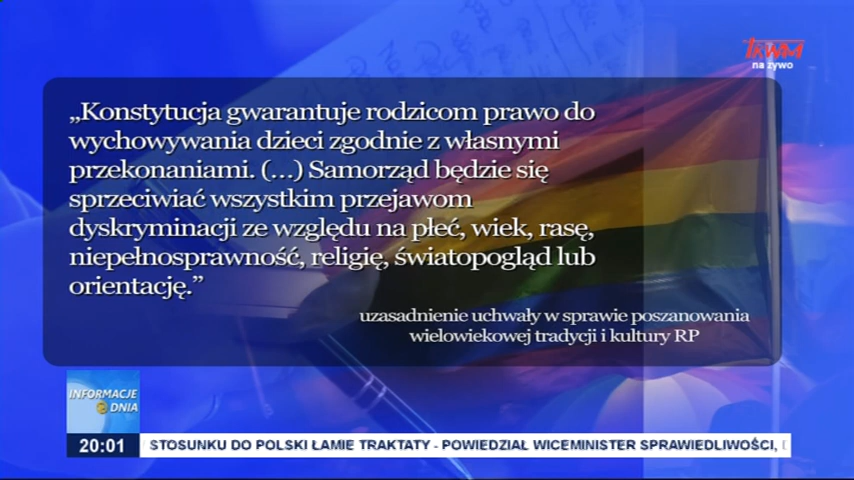 TRWAM
na żywo
„Konstytucja gwarantuje rodzicom prawo do
wychowywania dzieci zgodnie z własnymi
przekonaniami. (...) Samorząd będzie się
sprzeciwiać wszystkim przejawom
dyskryminacji ze względu na płeć, wiek, rasę,
niepełnosprawność, religię, światopogląd lub
orientację.”
uzasadnienie uchwały w sprawie poszanowania
wielowiekowej tradycji i kultury RP
INFORMACJE
DNIA
20:01 STOSUNKU DO POLSKI ŁAMIE TRAKTATY - POWIEDZIAŁ WICEMINISTER SPRAWIEDLIWOŚCI,